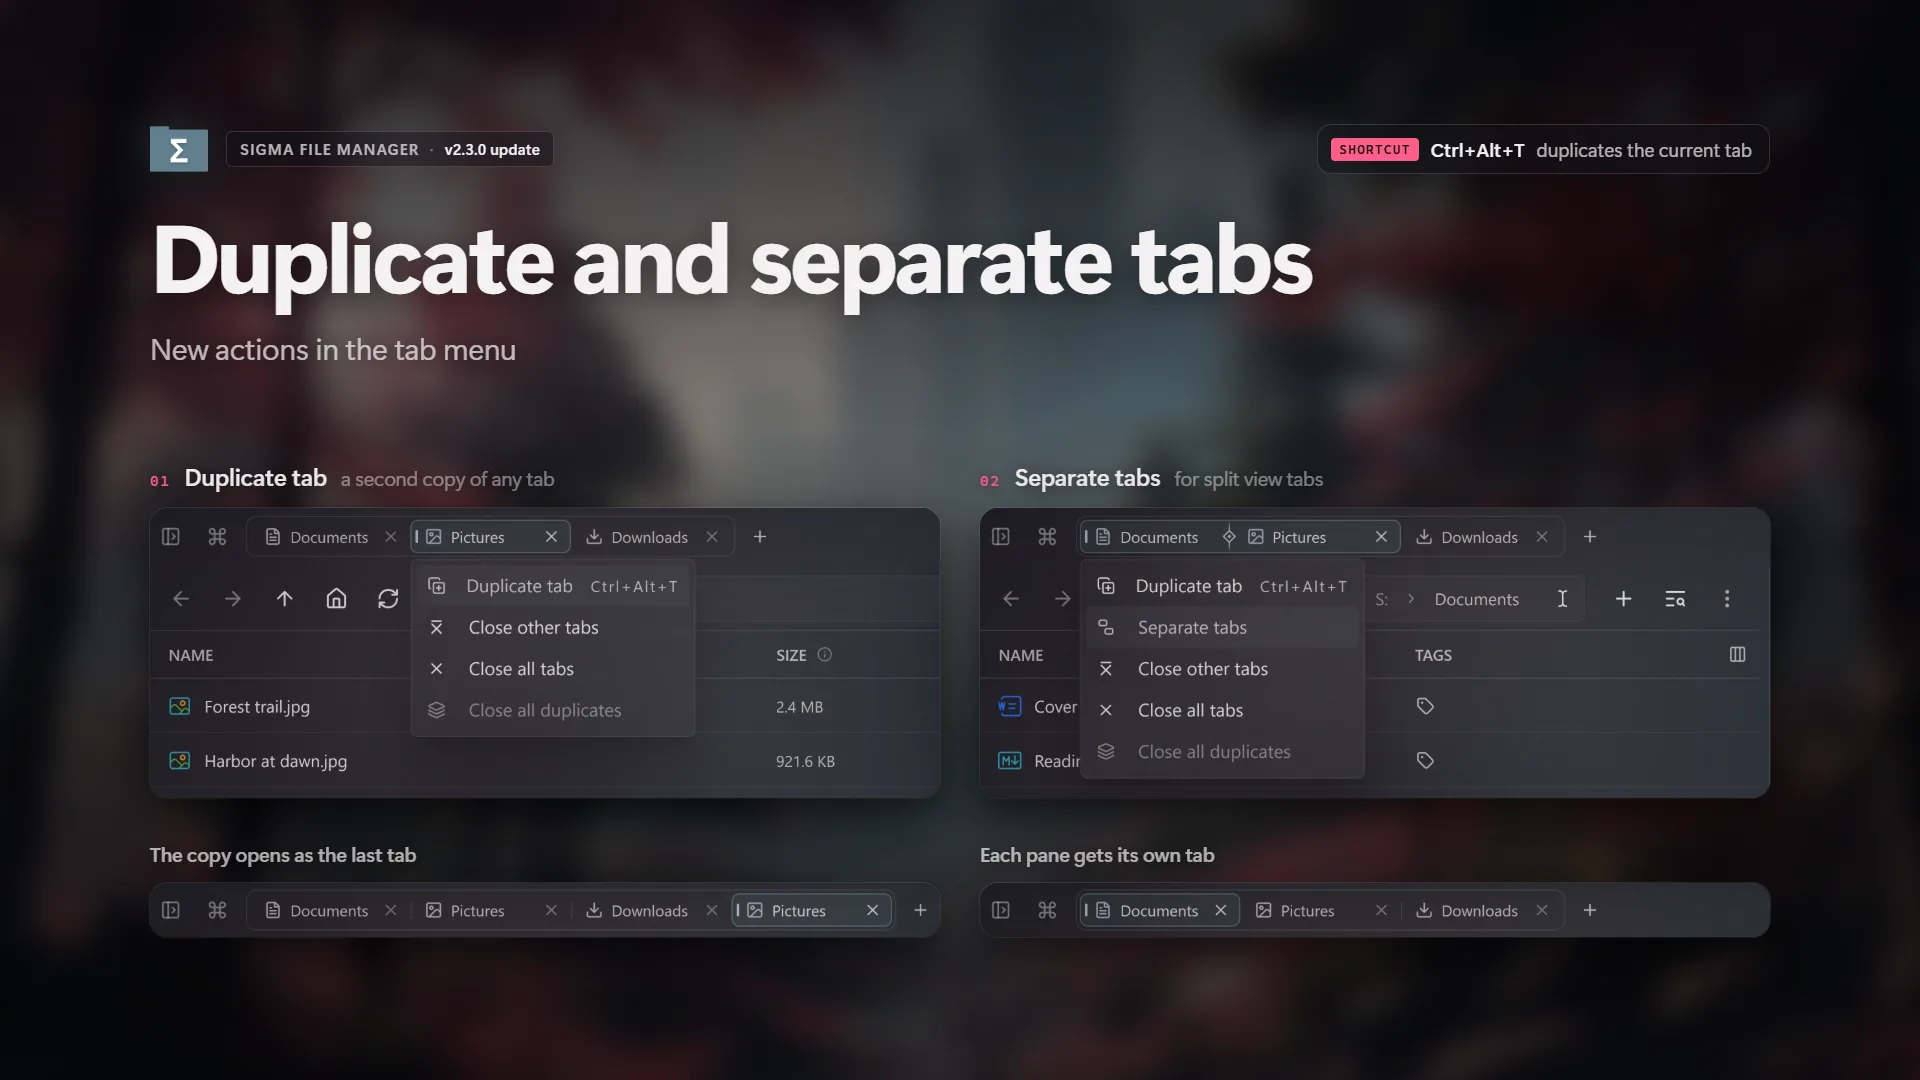 Σ SIGMA FILE MANAGER · v2.3.0 update
SHORTCUT Ctrl+Alt+T duplicates the current tab
Duplicate and separate tabs
New actions in the tab menu
01 Duplicate tab a second copy of any tab
Documents Pictures Downloads
Duplicate tab Ctrl+Alt+T
Close other tabs
Close all tabs
Close all duplicates
NAME SIZE
Forest trail.jpg 2.4 MB
Harbor at dawn.jpg 921.6 KB
The copy opens as the last tab
Documents Pictures Downloads Pictures
02 Separate tabs for split view tabs
Documents Pictures Downloads
Duplicate tab Ctrl+Alt+T
Separate tabs
Close other tabs
Close all tabs
Close all duplicates
S: Documents
NAME TAGS
W Cover
M Readin
Each pane gets its own tab
Documents Pictures Downloads